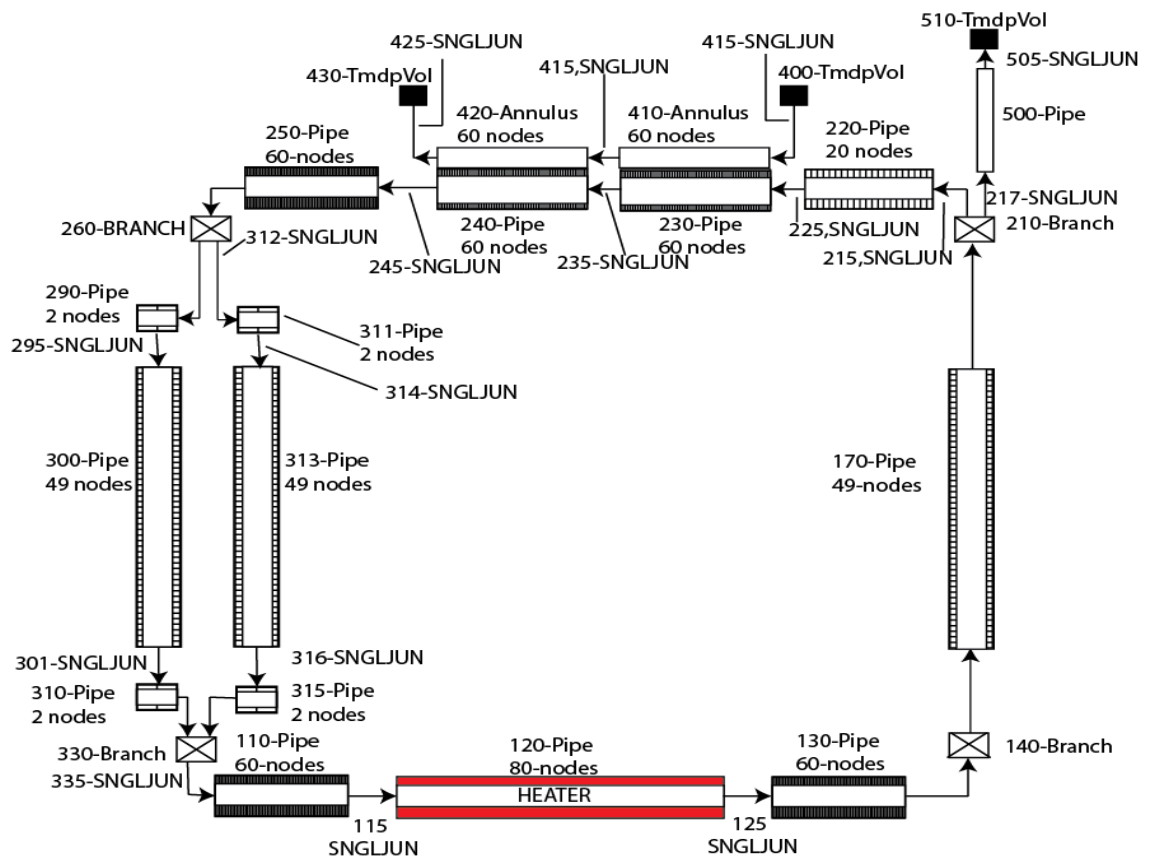 510-TmdpVol
425-SNGLJUN
415-SNGLJUN
505-SNGLJUN
430-TmdpVol
415,SNGLJUN
400-TmdpVol
500-Pipe
420-Annulus
60 nodes
410-Annulus
60 nodes
220-Pipe
20 nodes
250-Pipe
60-nodes
217-SNGLJUN
210-Branch
260-BRANCH
312-SNGLJUN
240-Pipe
60 nodes
230-Pipe
60 nodes
225,SNGLJUN
215,SNGLJUN
245-SNGLJUN
235-SNGLJUN
290-Pipe
2 nodes
295-SNGLJUN
311-Pipe
2 nodes
314-SNGLJUN
300-Pipe
49 nodes
313-Pipe
49 nodes
170-Pipe
49-nodes
301-SNGLJUN
316-SNGLJUN
310-Pipe
2 nodes
315-Pipe
2 nodes
330-Branch
335-SNGLJUN
110-Pipe
60-nodes
120-Pipe
80-nodes
130-Pipe
60-nodes
140-Branch
HEATER
115
SNGLJUN
125
SNGLJUN